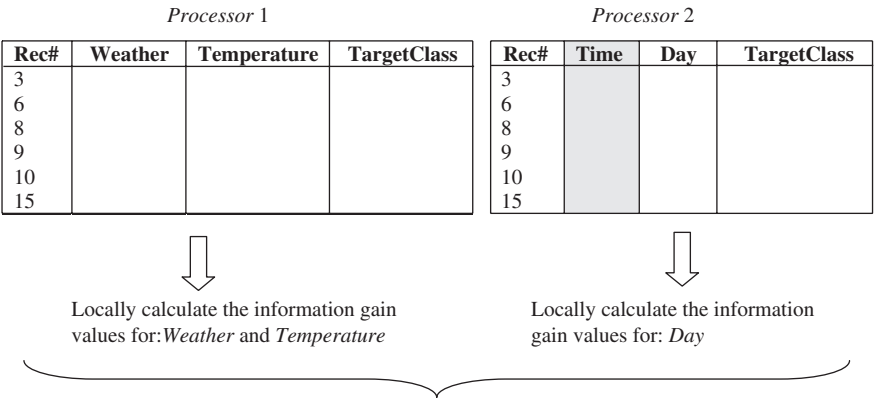 Processor 1
Rec# Weather Temperature TargetClass
3
6
8
9
10
15
Locally calculate the information gain
values for:Weather and Temperature
Processor 2
Rec# Time Day TargetClass
3
6
8
9
10
15
Locally calculate the information
gain values for: Day